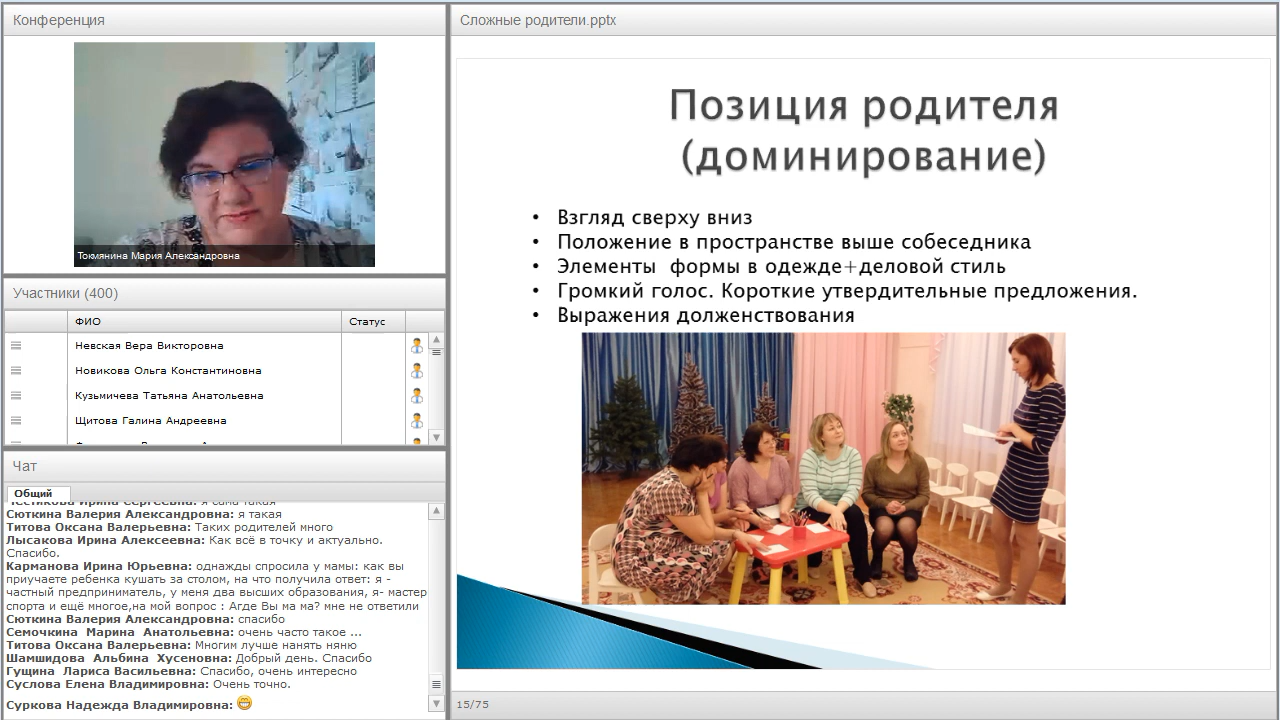 Конференция
Токмянина Мария Александровна
Участники (400)
ФИО Статус
Невская Вера Викторовна
Новикова Ольга Константиновна
Кузьмичева Татьяна Анатольевна
Щитова Галина Андреевна
Чат
Общий
Сюткина Валерия Александровна: я такая
Титова Оксана Валерьевна: Таких родителей много
Лысакова Ирина Алексеевна: Как всё в точку и актуально.
Спасибо.
Карманова Ирина Юрьевна: однажды спросила у мамы: как вы
приучаете ребенка кушать за столом, на что получила ответ: я -
частный предприниматель, у меня два высших образования, я- мастер
спорта и ещё многое,на мой вопрос: Агде Вы ма ма? мне не ответили
Сюткина Валерия Александровна: спасибо
Семочкина Марина Анатольевна: очень часто такое ...
Титова Оксана Валерьевна: Многим лучше нанять няню
Шамшидова Альбина Хусеновна: Добрый день. Спасибо
Гущина Лариса Васильевна: Спасибо, очень интересно
Суслова Елена Владимировна: Очень точно.
Суркова Надежда Владимировна:
Сложные родители.pptx
Позиция родителя
(доминирование)
• Взгляд сверху вниз
• Положение в пространстве выше собеседника
• Элементы формы в одежде+деловой стиль
• Громкий голос. Короткие утвердительные предложения.
• Выражения долженствования
15/75